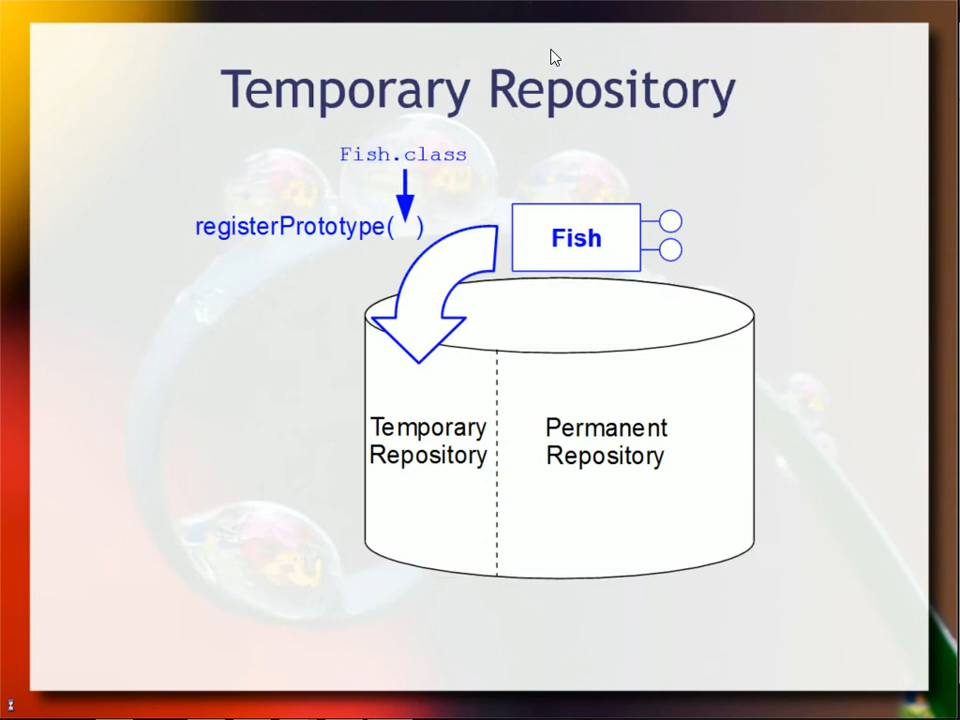 Temporary Repository
Fish.class
registerPrototype( )
Fish
Temporary
Repository
Permanent
Repository